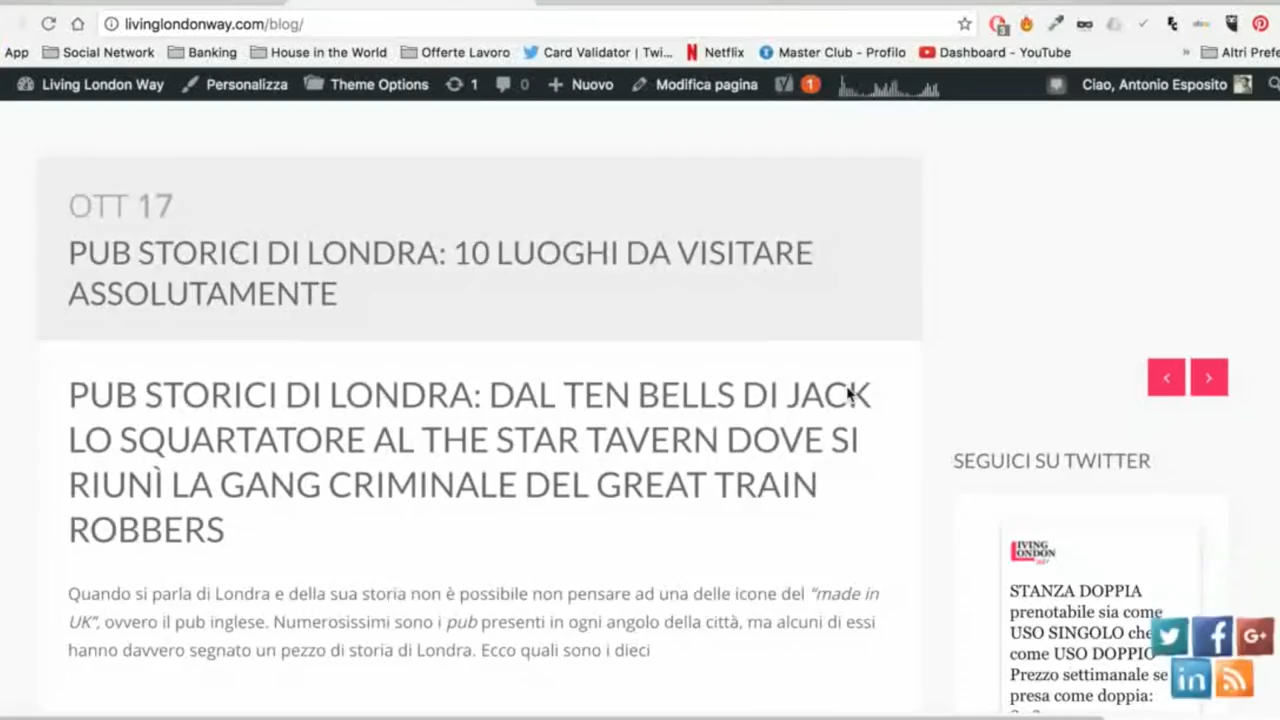 livinglondonway.com/blog/
App Social Network Banking House in the World Offerte Lavoro Card Validator | Twi... Netflix Master Club - Profilo Dashboard - YouTube » Altri Prefe
Living London Way Personalizza Theme Options 1 0 Nuovo Modifica pagina 1 Ciao, Antonio Esposito
OTT 17
PUB STORICI DI LONDRA: 10 LUOGHI DA VISITARE
ASSOLUTAMENTE
PUB STORICI DI LONDRA: DAL TEN BELLS DI JACK
LO SQUARTATORE AL THE STAR TAVERN DOVE SI
RIUNÌ LA GANG CRIMINALE DEL GREAT TRAIN
ROBBERS
Quando si parla di Londra e della sua storia non è possibile non pensare ad una delle icone del "made in
UK", ovvero il pub inglese. Numerosissimi sono i pub presenti in ogni angolo della città, ma alcuni di essi
hanno davvero segnato un pezzo di storia di Londra. Ecco quali sono i dieci
SEGUICI SU TWITTER
LIVING
LONDON
way
STANZA DOPPIA
prenotabile sia come
USO SINGOLO che
come USO DOPPIO
Prezzo settimanale se
presa come doppia: